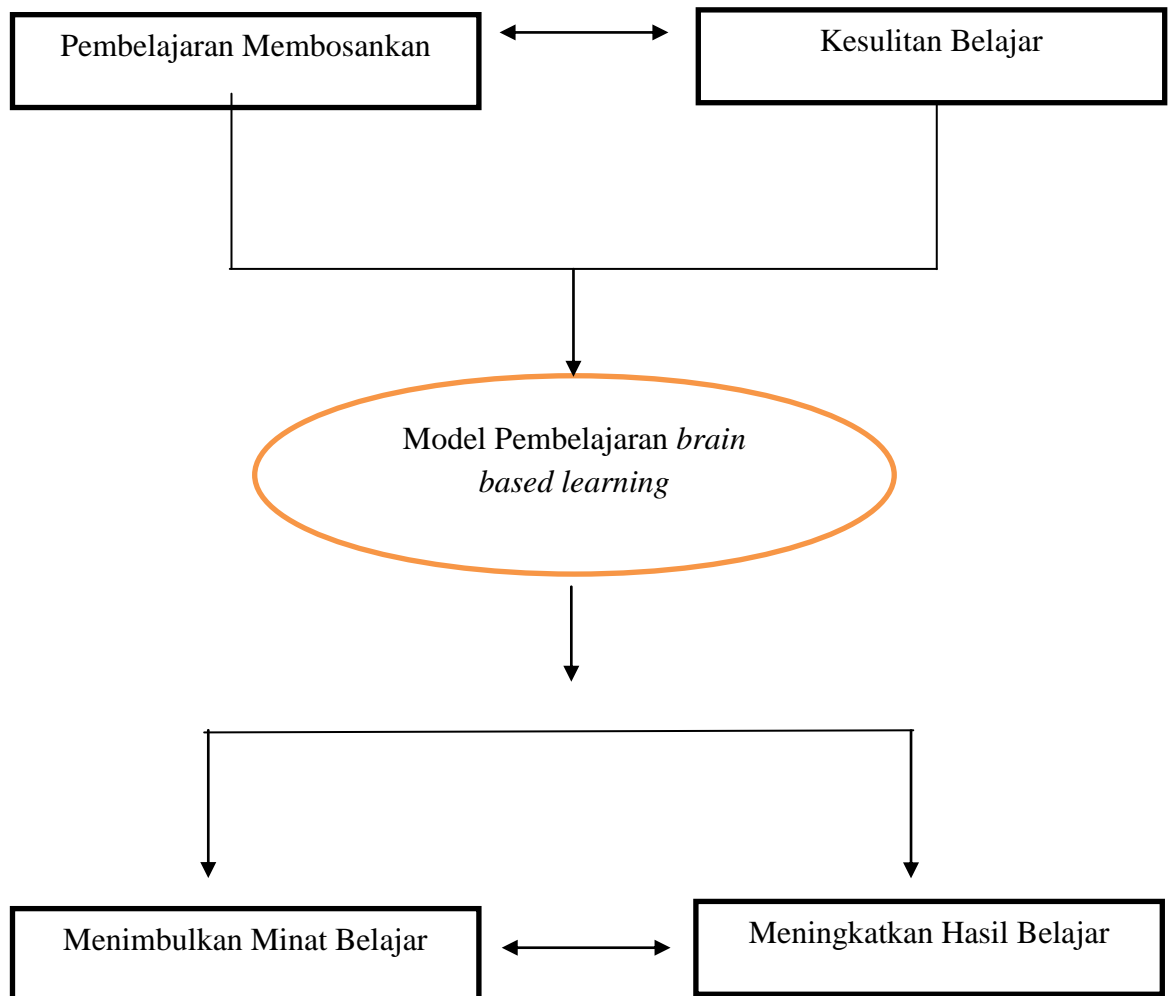 Pembelajaran Membosankan
Kesulitan Belajar
Model Pembelajaran brain
based learning
Menimbulkan Minat Belajar
Meningkatkan Hasil Belajar